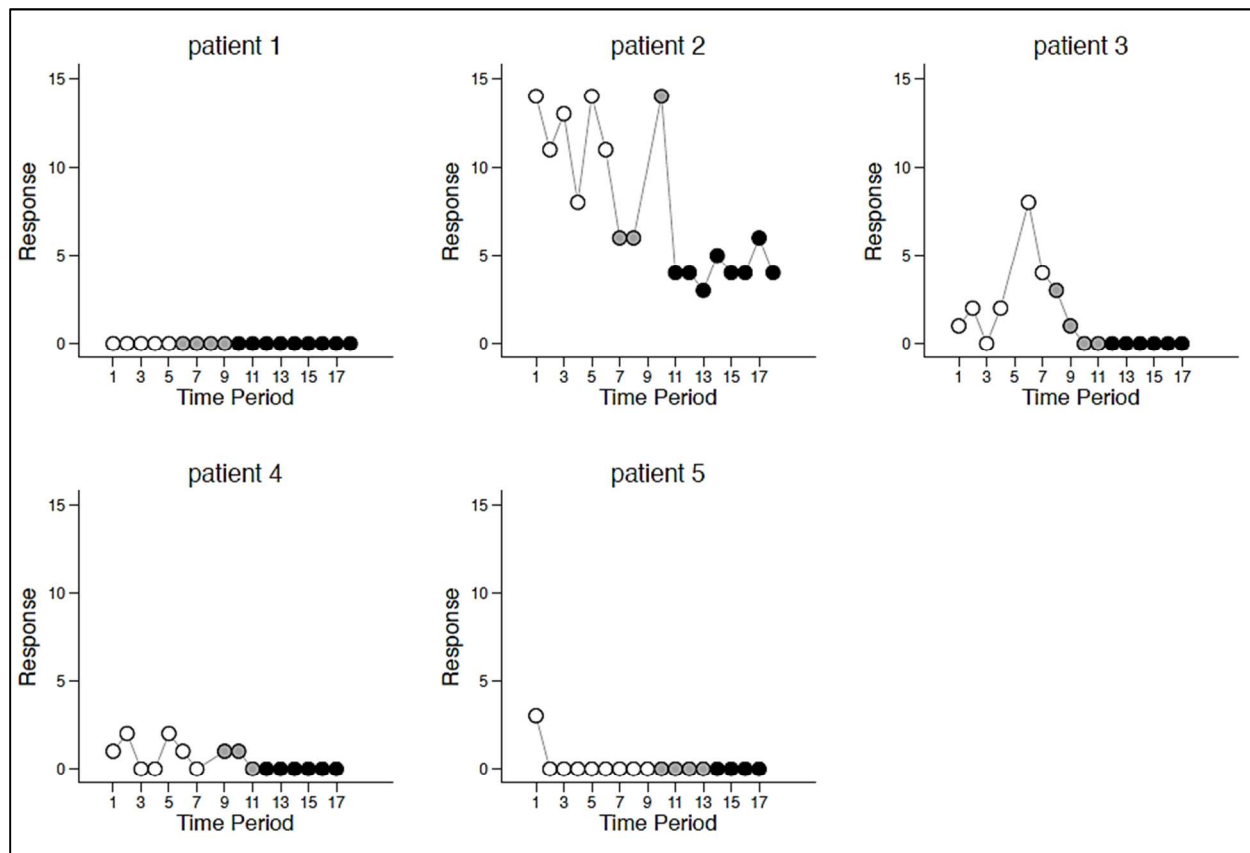 patient 1
15
10
5
0
Response
1 3 5 7 9 11 13 15 17
Time Period
patient 2
15
10
5
0
Response
1 3 5 7 9 11 13 15 17
Time Period
patient 3
15
10
5
0
Response
1 3 5 7 9 11 13 15 17
Time Period
patient 4
15
10
5
0
Response
1 3 5 7 9 11 13 15 17
Time Period
patient 5
15
10
5
0
Response
1 3 5 7 9 11 13 15 17
Time Period